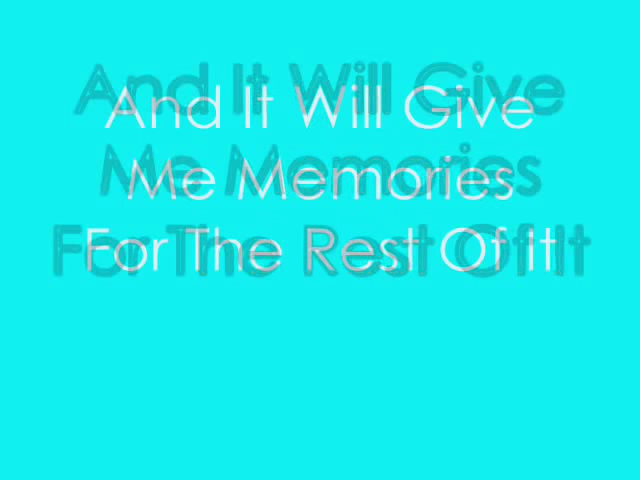 And It Will Give
Me Memories
For The Rest Of It